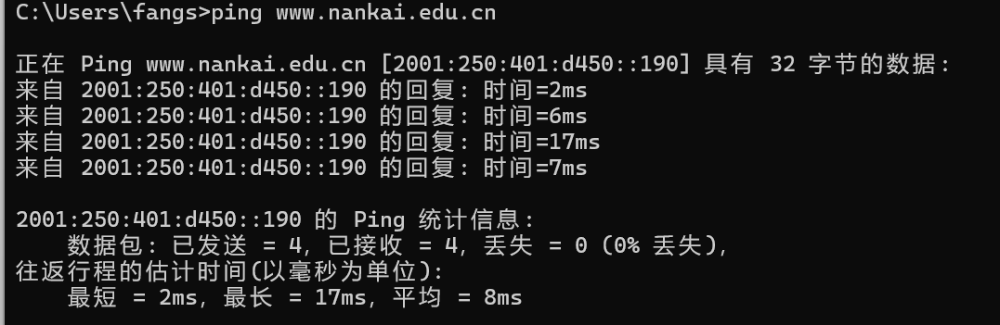 C:\Users\fangs>ping www.nankai.edu.cn
正在 Ping www.nankai.edu.cn [2001:250:401:d450::190] 具有 32 字节的数据:
来自 2001:250:401:d450::190 的回复: 时间=2ms
来自 2001:250:401:d450::190 的回复: 时间=6ms
来自 2001:250:401:d450::190 的回复: 时间=17ms
来自 2001:250:401:d450::190 的回复: 时间=7ms
2001:250:401:d450::190 的 Ping 统计信息:
数据包: 已发送 = 4, 已接收 = 4, 丢失 = 0 (0% 丢失),
往返行程的估计时间(以毫秒为单位):
最短 = 2ms, 最长 = 17ms, 平均 = 8ms